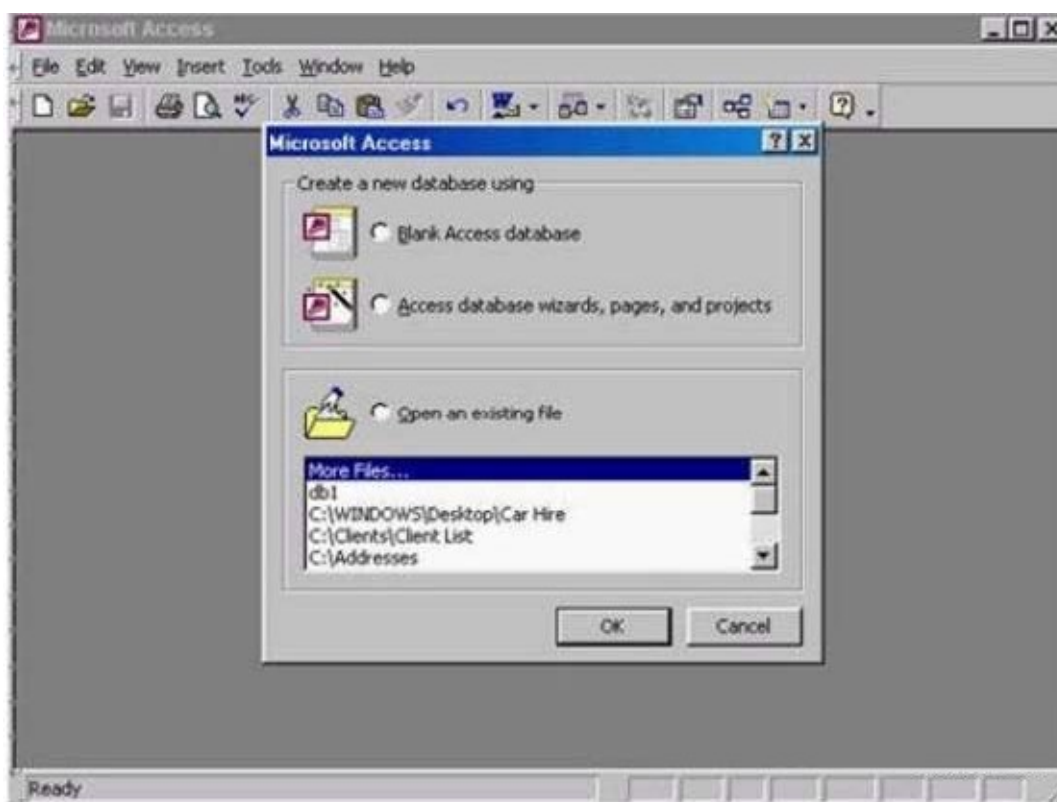 Microsoft Access
File Edit View Insert Tools Window Help
Microsoft Access
Create a new database using
Blank Access database
Access database wizards, pages, and projects
Open an existing file
More Files...
db1
C:\WINDOWS\Desktop\Car Hire
C:\Clients\Client List
C:\Addresses
OK Cancel
Ready